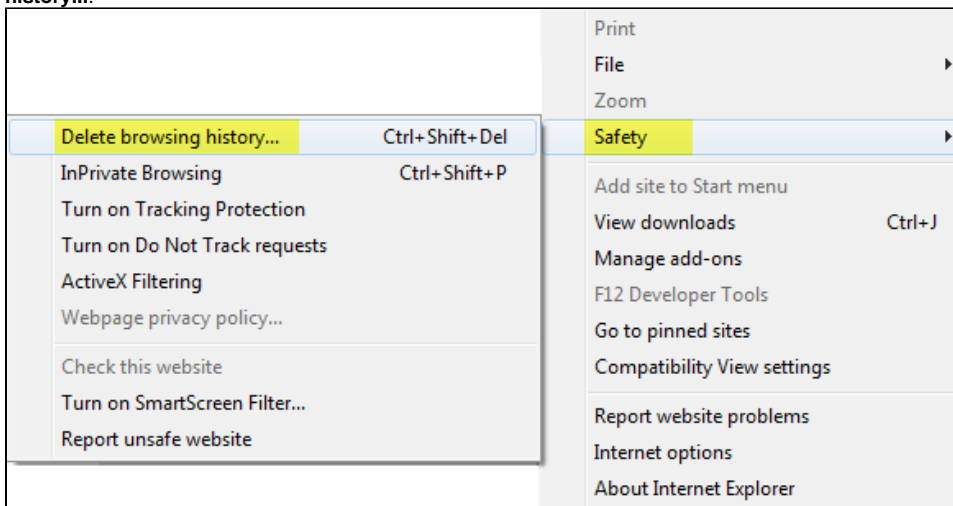 history....
Print
File
Zoom
Safety
Delete browsing history... Ctrl+Shift+Del
InPrivate Browsing Ctrl+Shift+P
Turn on Tracking Protection
Turn on Do Not Track requests
ActiveX Filtering
Webpage privacy policy...
Check this website
Turn on SmartScreen Filter...
Report unsafe website
Add site to Start menu
View downloads Ctrl+J
Manage add-ons
F12 Developer Tools
Go to pinned sites
Compatibility View settings
Report website problems
Internet options
About Internet Explorer